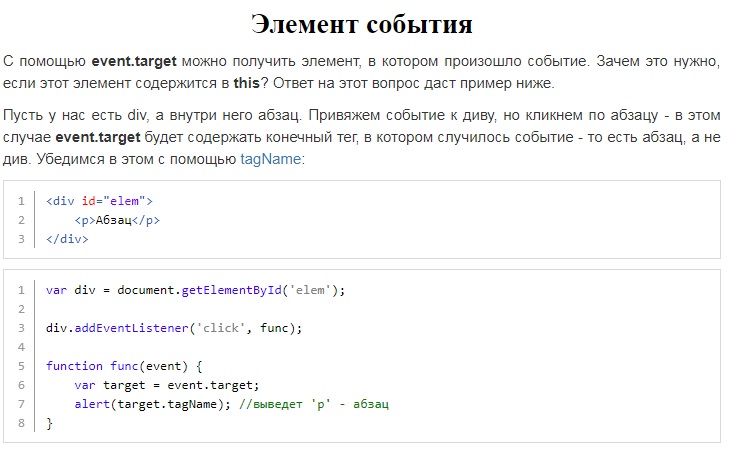 Элемент события
С помощью event.target можно получить элемент, в котором произошло событие. Зачем это нужно,
если этот элемент содержится в this? Ответ на этот вопрос даст пример ниже.
Пусть у нас есть div, а внутри него абзац. Привяжем событие к диву, но кликнем по абзацу - в этом
случае event.target будет содержать конечный тег, в котором случилось событие - то есть абзац, а не
див. Убедимся в этом с помощью tagName:
1 <div id="elem">
2     <p>Абзац</p>
3 </div>
1 var div = document.getElementById('elem');
2
3 div.addEventListener('click', func);
4
5 function func(event) {
6     var target = event.target;
7     alert(target.tagName); //выведет 'p' - абзац
8 }